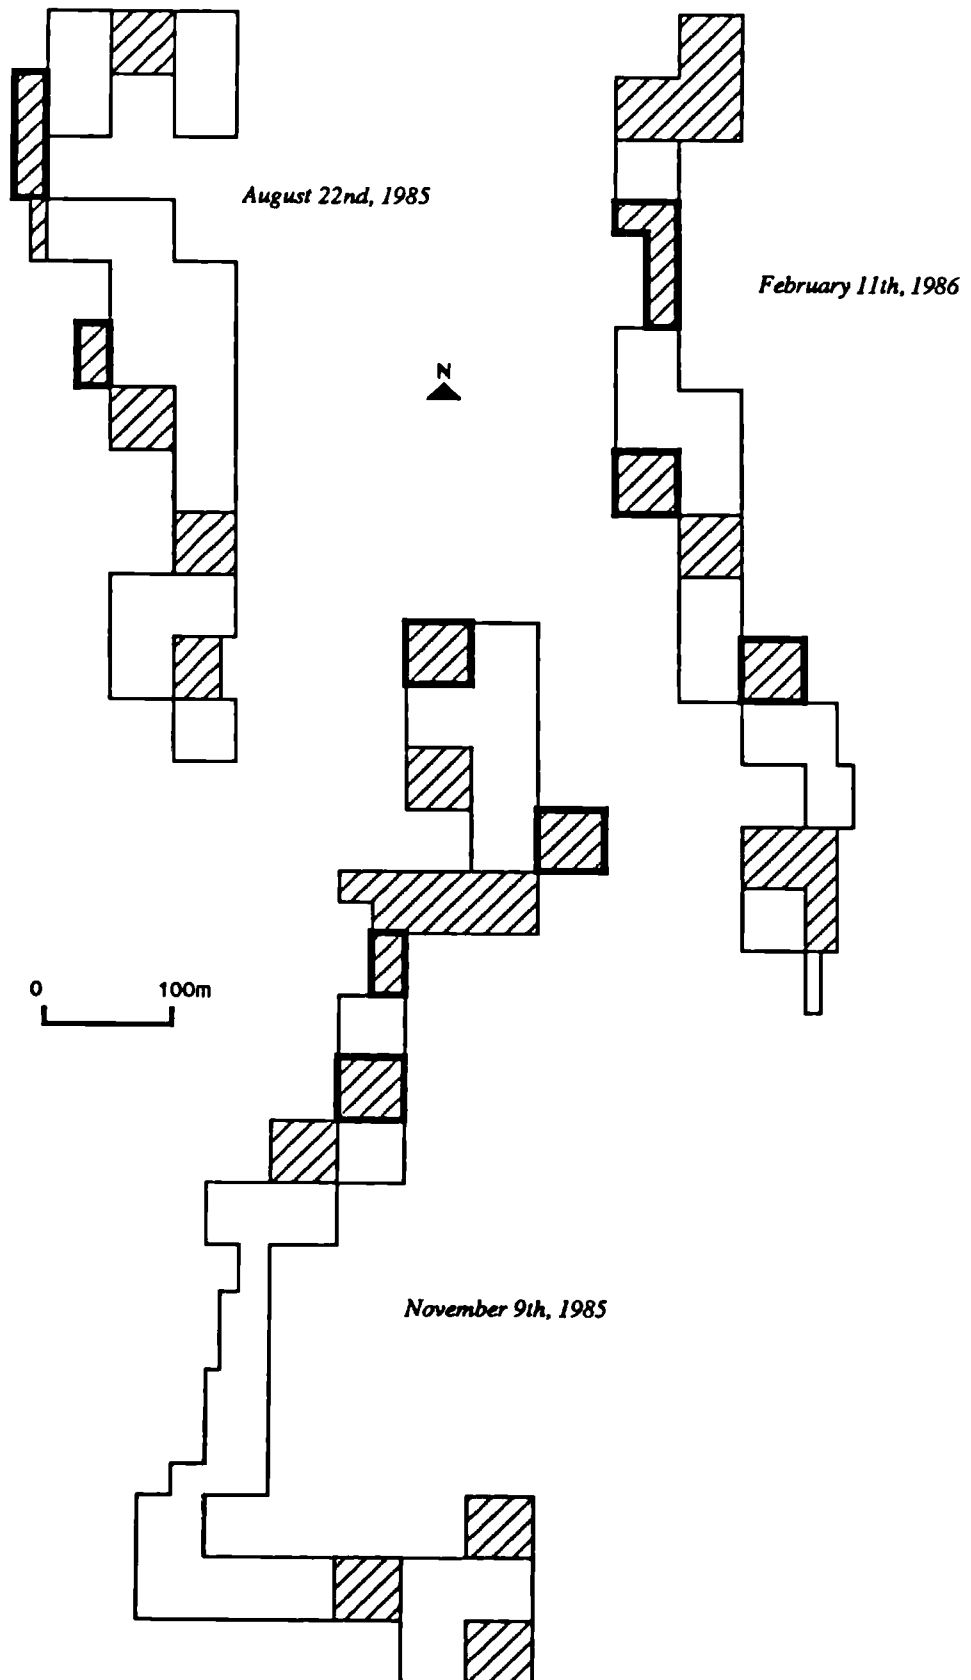 August 22nd, 1985
February 11th, 1986
N
0 100m
November 9th, 1985